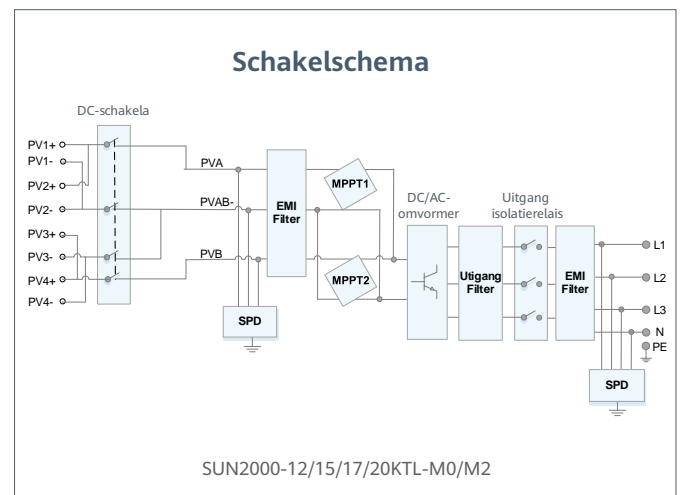 Schakelschema
DC-schakela
PV1+
PV1-
PV2+
PV2-
PV3+
PV3-
PV4+
PV4-
PVA
PVAB-
PVB
SPD
EMI
Filter
MPPT1
MPPT2
DC/AC-
omvormer
Utigang
Filter
Uitgang
isolatierelais
EMI
Filter
L1
L2
L3
N
PE
SPD
SUN2000-12/15/17/20KTL-M0/M2